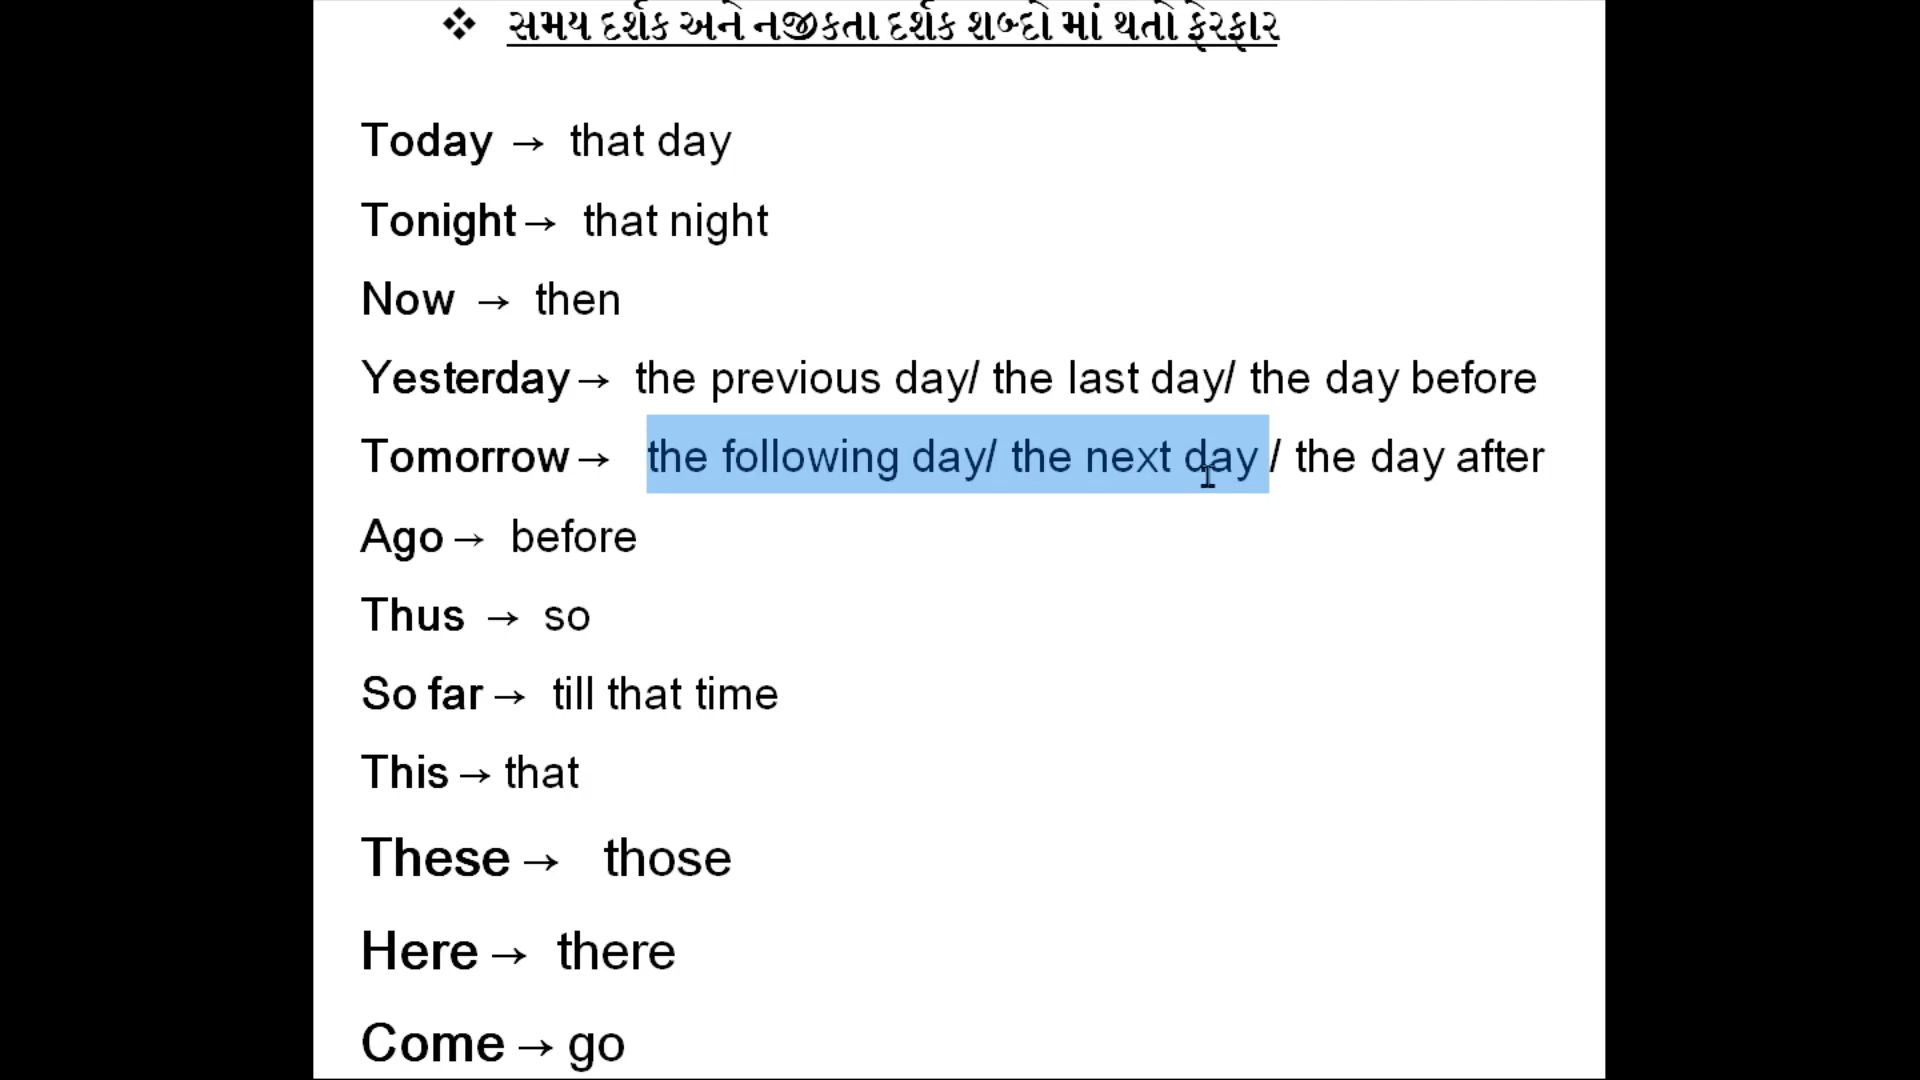 ❖ સમય દર્શક અને નજીકતા દર્શક શબ્દો માં થતો ફેરફાર
Today → that day
Tonight → that night
Now → then
Yesterday → the previous day/ the last day/ the day before
Tomorrow → the following day/ the next day / the day after
Ago → before
Thus → so
So far → till that time
This → that
These → those
Here → there
Come → go